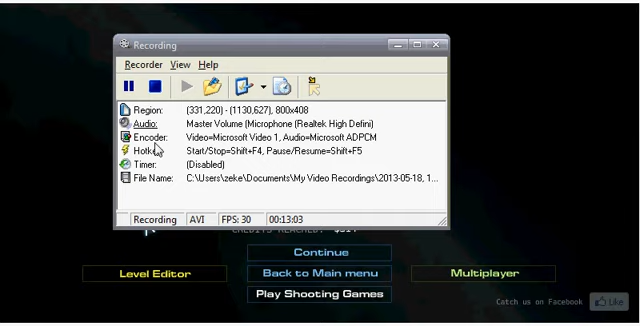 Recording
Recorder View Help
Region: (331,220) - (1130,627), 800x408
Audio: Master Volume (Microphone (Realtek High Defini)
Encoder: Video=Microsoft Video 1, Audio=Microsoft ADPCM
Hotk Start/Stop=Shift+F4, Pause/Resume=Shift+F5
Timer: (Disabled)
File Name: C:\Users\zeke\Documents\My Video Recordings\2013-05-18, 1...
Recording AVI FPS: 30 00:13:03
Continue
Level Editor Back to Main menu Multiplayer
Play Shooting Games
Catch us on Facebook Like